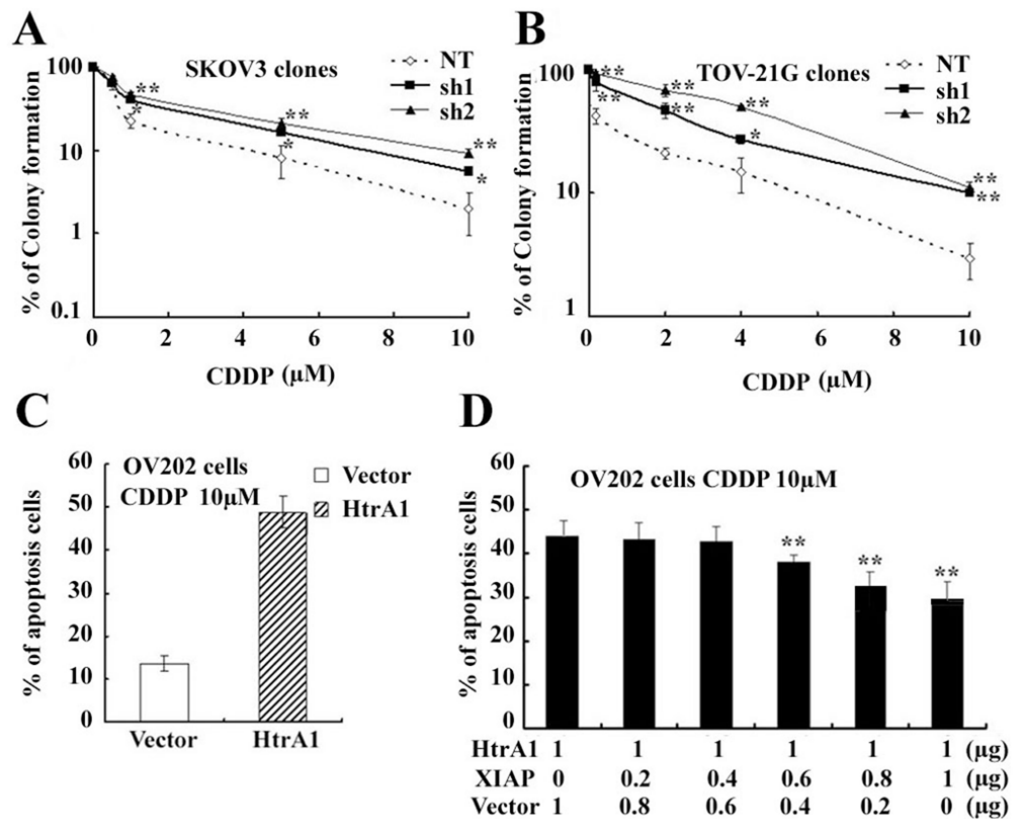 A
SKOV3 clones
NT
sh1
sh2
% of Colony formation
100
10
1
0.1
**
*
**
*
**
*
0 2 4 6 8 10
CDDP (μM)
B
TOV-21G clones
NT
sh1
sh2
% of Colony formation
100
10
1
**
**
**
**
**
*
**
**
0 2 4 6 8 10
CDDP (μM)
C
OV202 cells
CDDP 10μM
Vector
HtrA1
% of apoptosis cells
60
50
40
30
20
10
0
Vector HtrA1
D
OV202 cells CDDP 10μM
% of apoptosis cells
60
50
40
30
20
10
0
** ** **
HtrA1 1 1 1 1 1 1 (μg)
XIAP 0 0.2 0.4 0.6 0.8 1 (μg)
Vector 1 0.8 0.6 0.4 0.2 0 (μg)